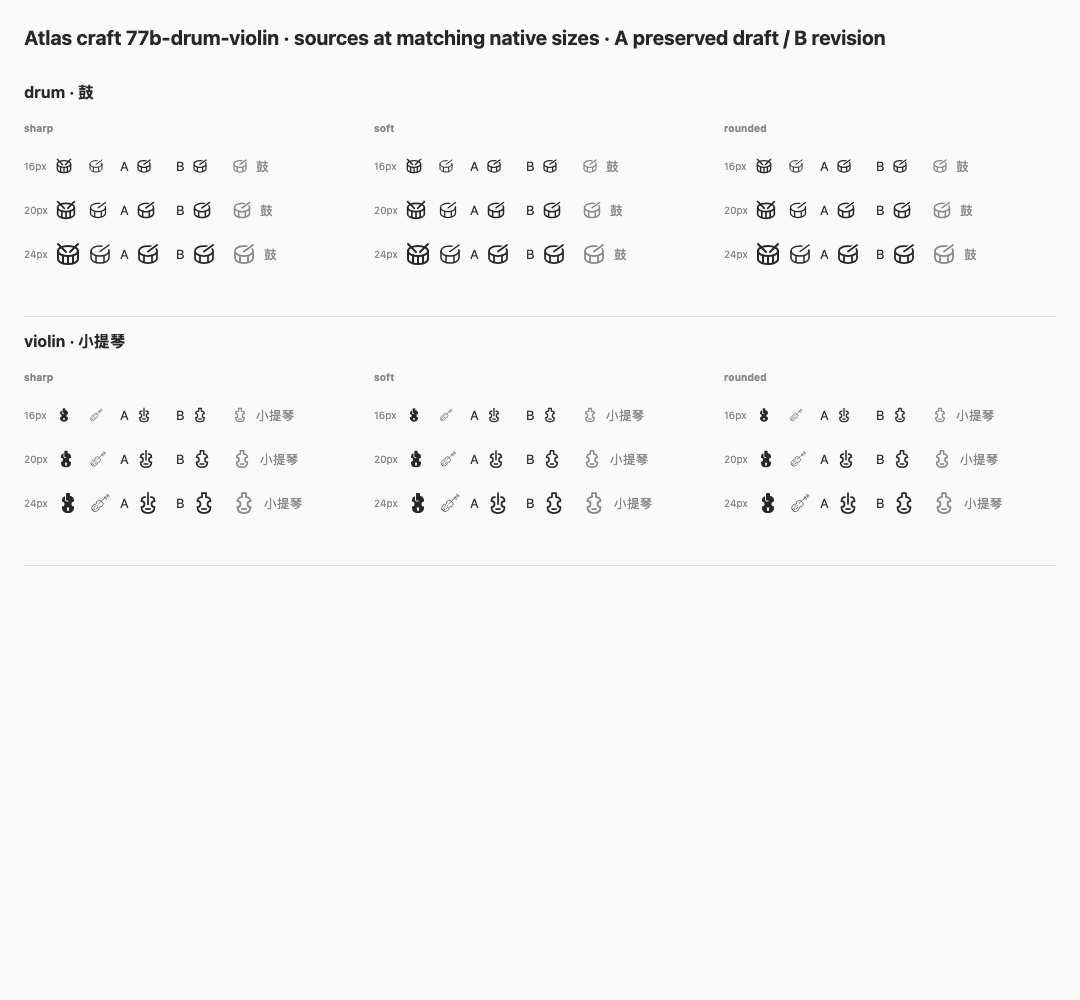 Atlas craft 77b-drum-violin · sources at matching native sizes · A preserved draft / B revision
drum · 鼓
sharp soft rounded
16px A B 鼓 16px A B 鼓 16px A B 鼓
20px A B 鼓 20px A B 鼓 20px A B 鼓
24px A B 鼓 24px A B 鼓 24px A B 鼓
violin · 小提琴
sharp soft rounded
16px A B 小提琴 16px A B 小提琴 16px A B 小提琴
20px A B 小提琴 20px A B 小提琴 20px A B 小提琴
24px A B 小提琴 24px A B 小提琴 24px A B 小提琴